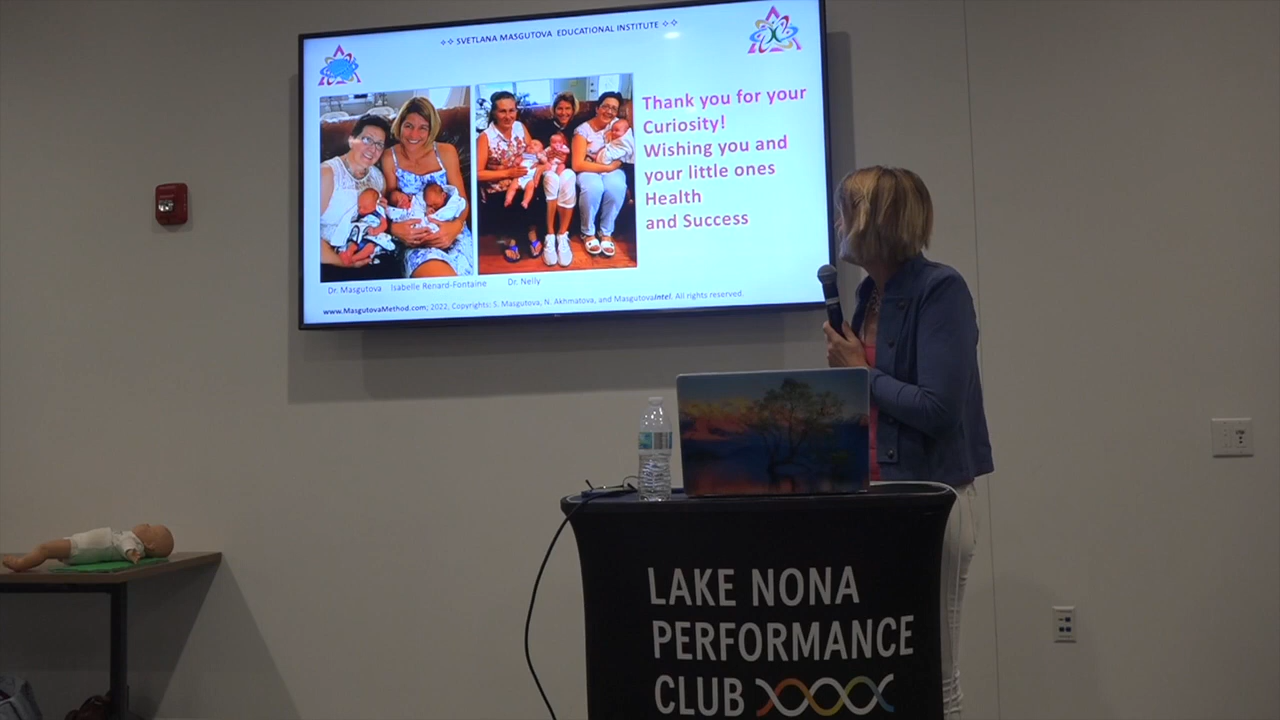 ❖❖ SVETLANA MASGUTOVA EDUCATIONAL INSTITUTE ❖❖
Thank you for your
Curiosity!
Wishing you and
your little ones
Health
and Success
Dr. Masgutova Isabelle Renard-Fontaine Dr. Neily
www.MasgutovaMethod.com; 2022, Copyrights: S. Masgutova, N. Akhmatova, and MasgutovaIntel. All rights reserved.
LAKE NONA
PERFORMANCE
CLUB